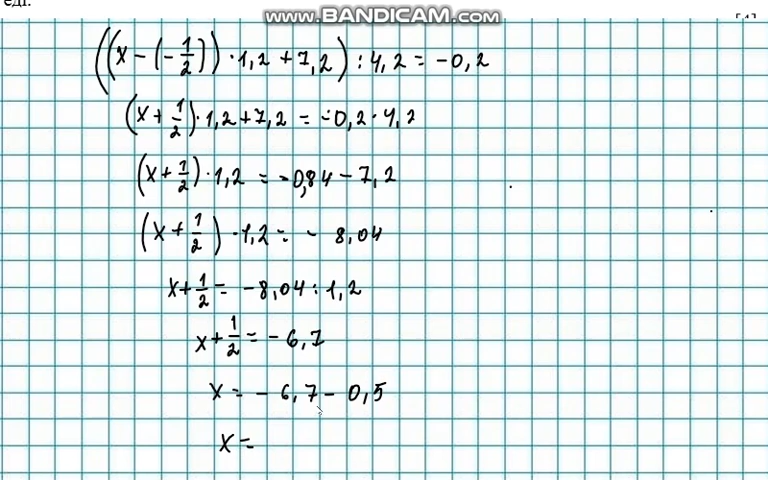 еді.
www.BANDICAM.com
[4]
((x - (-1/2)) · 1,2 + 7,2) : 4,2 = -0,2
(x + 1/2) · 1,2 + 7,2 = -0,2 · 4,2
(x + 1/2) · 1,2 = -0,84 - 7,2
(x + 1/2) · 1,2 = - 8,04
x + 1/2 = -8,04 : 1,2
x + 1/2 = - 6,7
x = - 6,7 - 0,5
x =